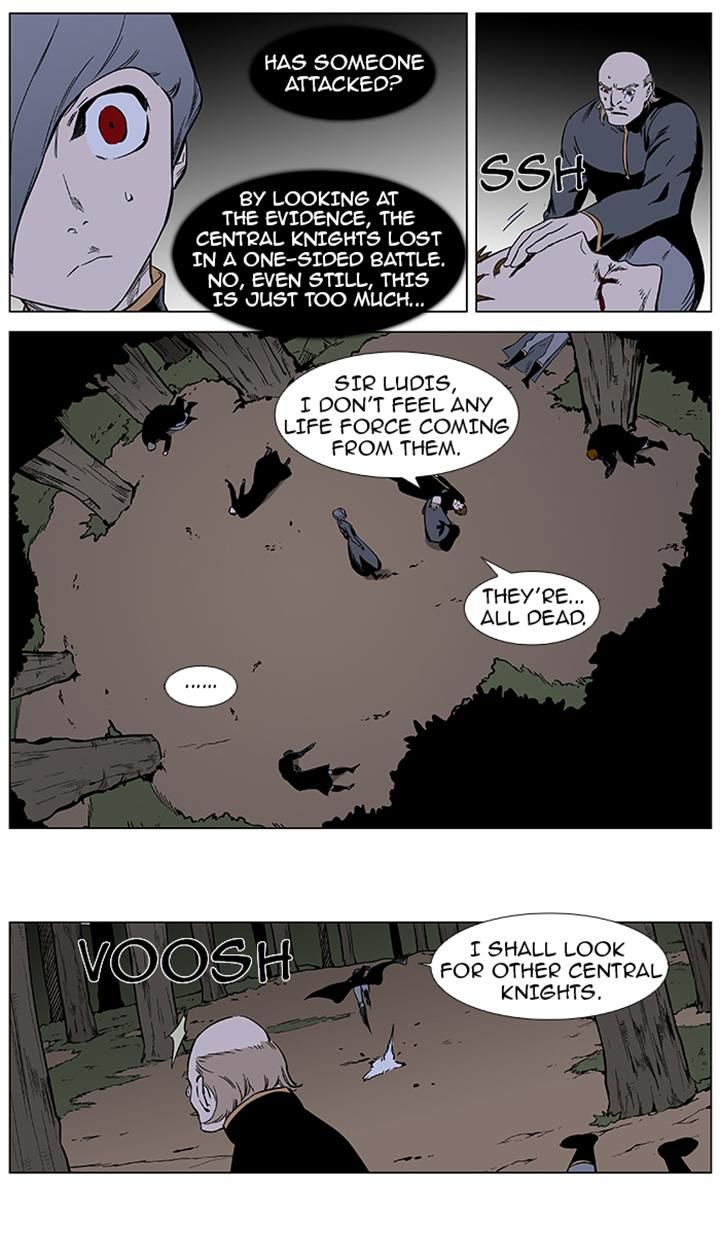 HAS SOMEONE
ATTACKED?
BY LOOKING AT
THE EVIDENCE, THE
CENTRAL KNIGHTS LOST
IN A ONE-SIDED BATTLE.
NO, EVEN STILL, THIS
IS JUST TOO MUCH...
SSH
SIR LUDIS,
I DON'T FEEL ANY
LIFE FORCE COMING
FROM THEM.
THEY'RE...
ALL DEAD.
......
VOOSH
I SHALL LOOK
FOR OTHER CENTRAL
KNIGHTS.